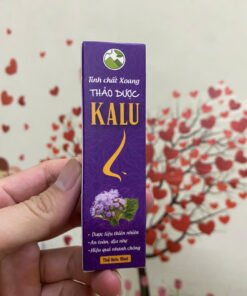 Tinh chất Xoang
THẢO DƯỢC
KALU
• Dược liệu thiên nhiên
• An toàn, dịu nhẹ
• Hiệu quả nhanh chóng